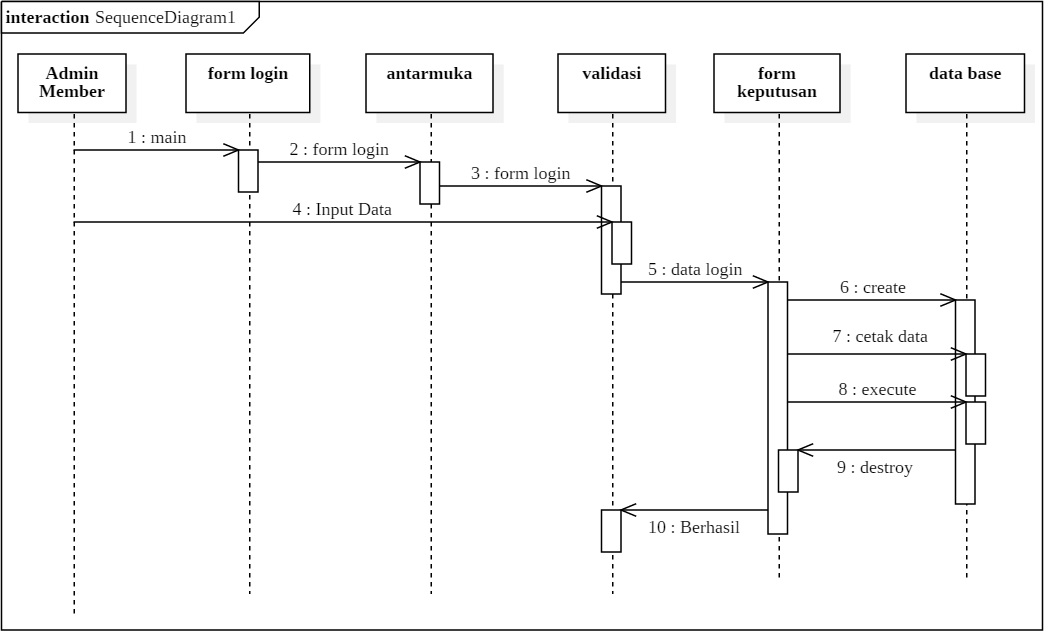 interaction SequenceDiagram1
Admin
Member
form login
antarmuka
validasi
form
keputusan
data base
1 : main
2 : form login
3 : form login
4 : Input Data
5 : data login
6 : create
7 : cetak data
8 : execute
9 : destroy
10 : Berhasil